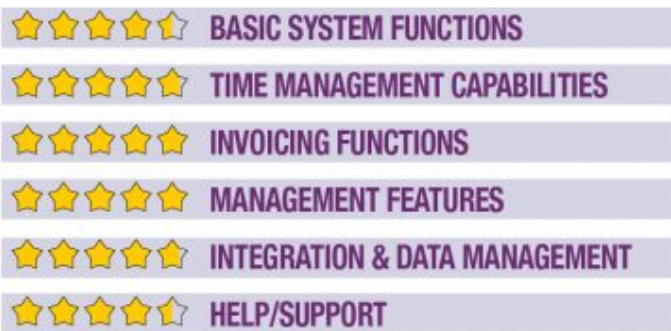 BASIC SYSTEM FUNCTIONS
TIME MANAGEMENT CAPABILITIES
INVOICING FUNCTIONS
MANAGEMENT FEATURES
INTEGRATION & DATA MANAGEMENT
HELP/SUPPORT